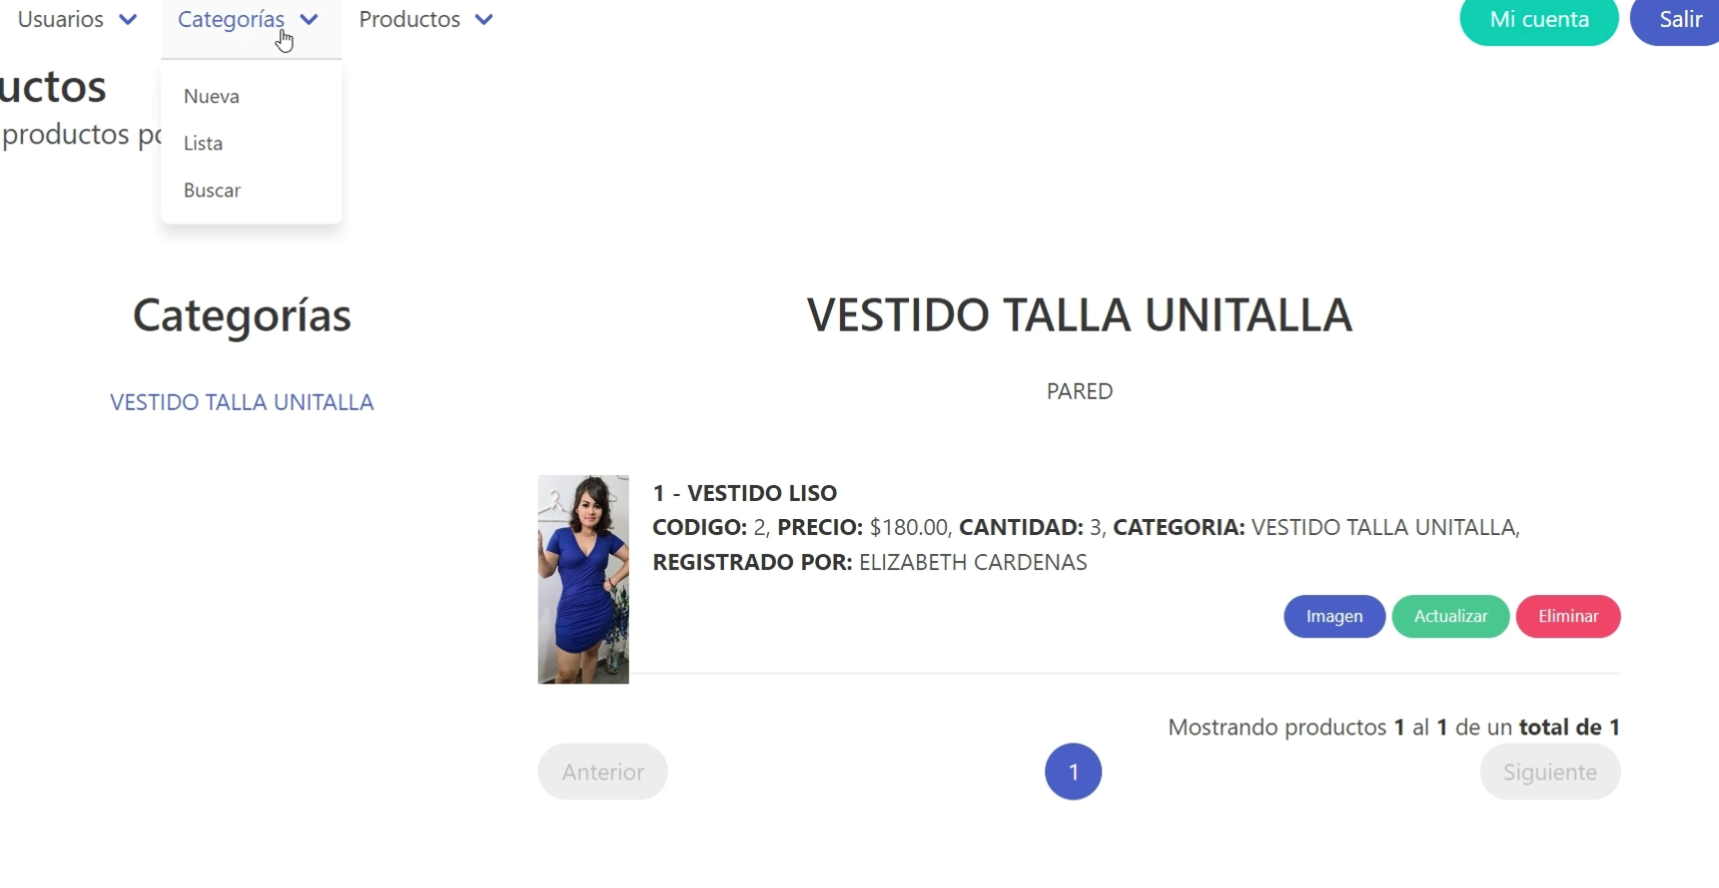 Usuarios Categorías Productos Mi cuenta Salir
uctos
productos po
Nueva
Lista
Buscar
Categorías
VESTIDO TALLA UNITALLA
VESTIDO TALLA UNITALLA
PARED
1 - VESTIDO LISO
CODIGO: 2, PRECIO: $180.00, CANTIDAD: 3, CATEGORIA: VESTIDO TALLA UNITALLA,
REGISTRADO POR: ELIZABETH CARDENAS
Imagen Actualizar Eliminar
Mostrando productos 1 al 1 de un total de 1
Anterior 1 Siguiente